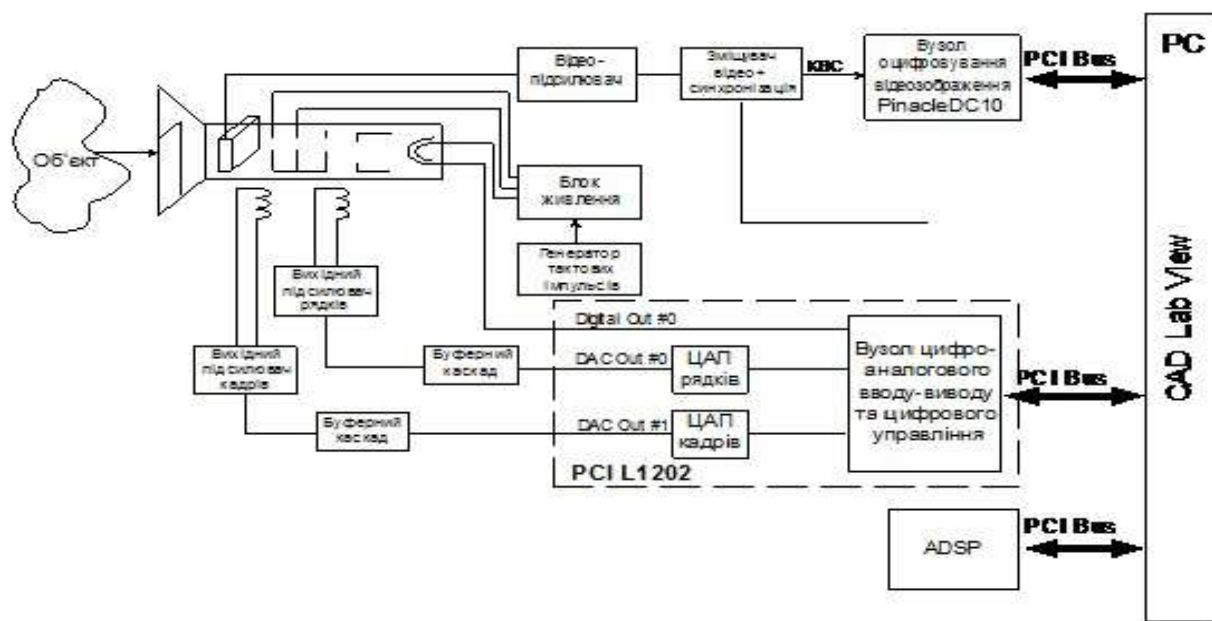 Об'єкт
Відео-
підрилювач
Зміщувач
відео+
синхронізація
КВС
Вузол
оцифровування
відеозображення
PinacleDC10
PCI Bus
PC
CAD Lab View
Блок
живлення
Генератор
тактових
імпульсів
Вихідний
підсилювач
рядків
Вихідний
підсилювач
кадрів
Буферний
каскад
Буферний
каскад
Digital Out #0
DAC Out #0
ЦАП
рядків
DAC Out #1
ЦАП
кадрів
Вузол цифро-
аналогового
вводу-виводу
та цифрового
управління
PCI L1202
PCI Bus
ADSP
PCI Bus